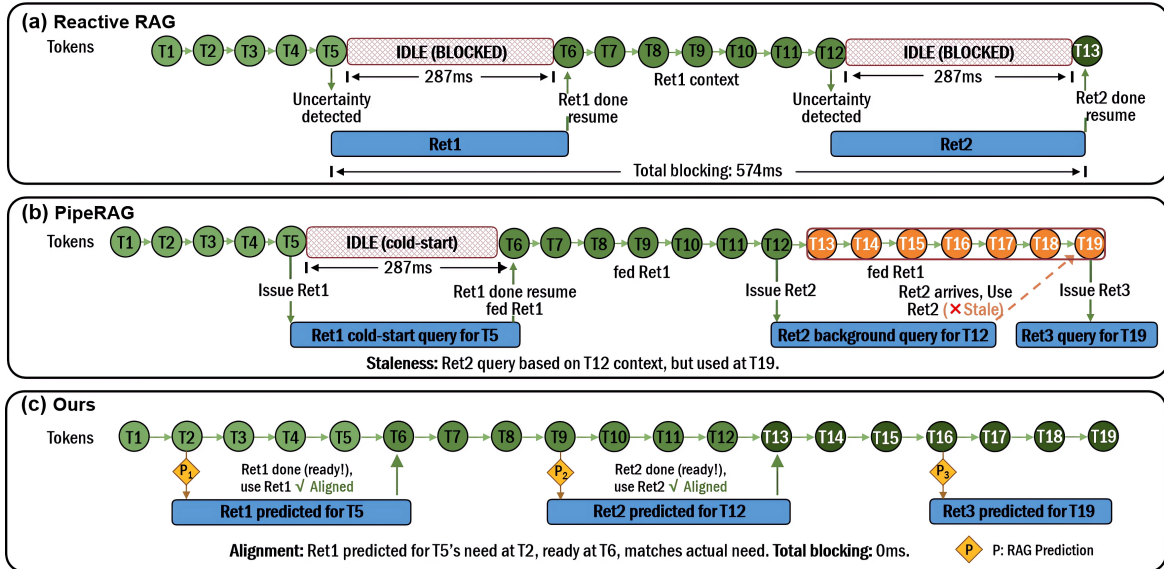 (a) Reactive RAG
Tokens T1 T2 T3 T4 T5 IDLE (BLOCKED) T6 T7 T8 T9 T10 T11 T12 IDLE (BLOCKED) T13
287ms Ret1 context 287ms
Uncertainty detected
Ret1 done resume
Uncertainty detected
Ret2 done resume
Ret1 Ret2
Total blocking: 574ms
(b) PipeRAG
Tokens T1 T2 T3 T4 T5 IDLE (cold-start) T6 T7 T8 T9 T10 T11 T12 T13 T14 T15 T16 T17 T18 T19
287ms fed Ret1 fed Ret1
Issue Ret1
Ret1 done resume
fed Ret1
Issue Ret2
Ret2 arrives, Use
Ret2 (✗ Stale)
Issue Ret3
Ret1 cold-start query for T5 Ret2 background query for T12 Ret3 query for T19
Staleness: Ret2 query based on T12 context, but used at T19.
(c) Ours
Tokens T1 T2 T3 T4 T5 T6 T7 T8 T9 T10 T11 T12 T13 T14 T15 T16 T17 T18 T19
P1
Ret1 done (ready!),
use Ret1 √ Aligned
P2
Ret2 done (ready!),
use Ret2 √ Aligned
P3
Ret1 predicted for T5 Ret2 predicted for T12 Ret3 predicted for T19
Alignment: Ret1 predicted for T5's need at T2, ready at T6, matches actual need. Total blocking: 0ms.
P P: RAG Prediction